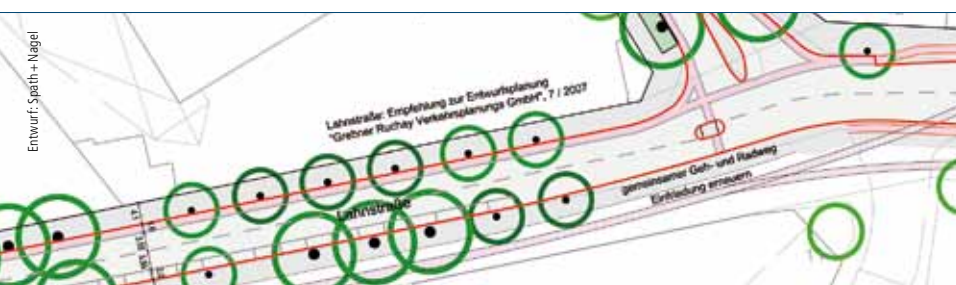 Entwurf: Späth + Nagel
Lahnstraße: Empfehlung zur Entwurfsplanung
"Grebner Ruchay Verkehrsplanungs GmbH", 7 / 2007
Lahnstraße
gemeinsamer Geh- und Radweg
Einfriedung erneuern